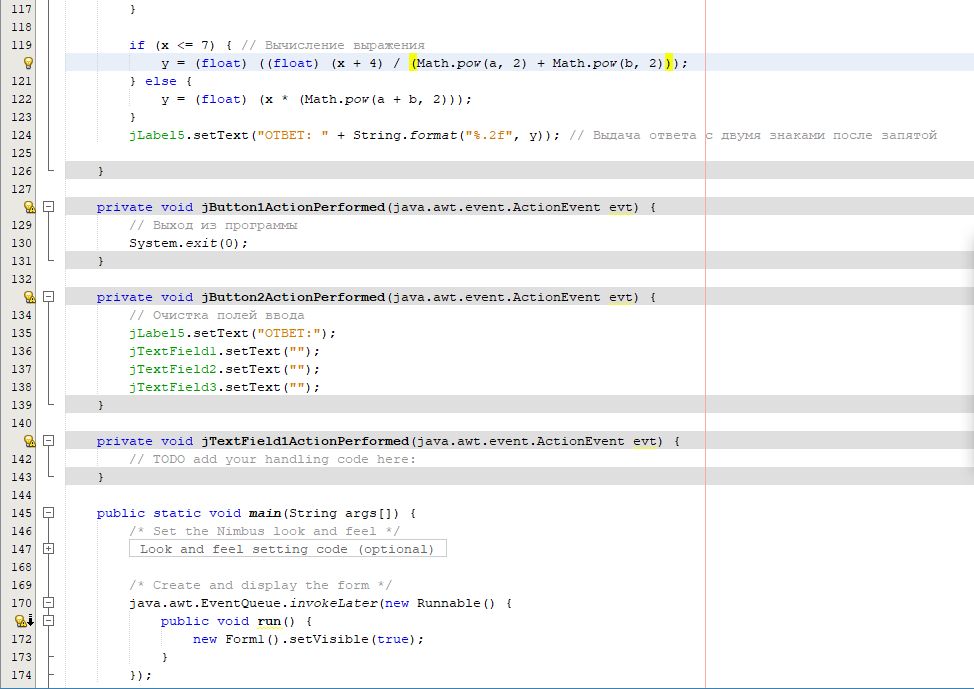 117 }
118
119 if (x <= 7) { // Вычисление выражения
y = (float) ((float) (x + 4) / (Math.pow(a, 2) + Math.pow(b, 2)));
121 } else {
122 y = (float) (x * (Math.pow(a + b, 2)));
123 }
124 jLabel5.setText("ОТВЕТ: " + String.format("%.2f", y)); // Выдача ответа с двумя знаками после запятой
125
126 }
127
private void jButton1ActionPerformed(java.awt.event.ActionEvent evt) {
129 // Выход из программы
130 System.exit(0);
131 }
132
private void jButton2ActionPerformed(java.awt.event.ActionEvent evt) {
134 // Очистка полей ввода
135 jLabel5.setText("ОТВЕТ:");
136 jTextField1.setText("");
137 jTextField2.setText("");
138 jTextField3.setText("");
139 }
140
private void jTextField1ActionPerformed(java.awt.event.ActionEvent evt) {
142 // TODO add your handling code here:
143 }
144
145 public static void main(String args[]) {
146 /* Set the Nimbus look and feel */
147 Look and feel setting code (optional)
168
169 /* Create and display the form */
170 java.awt.EventQueue.invokeLater(new Runnable() {
public void run() {
172 new Form1().setVisible(true);
173 }
174 });